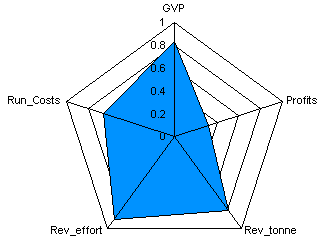 GVP
1
0.8
0.6
0.4
0.2
0
Run_Costs
Profits
Rev_effort
Rev_tonne